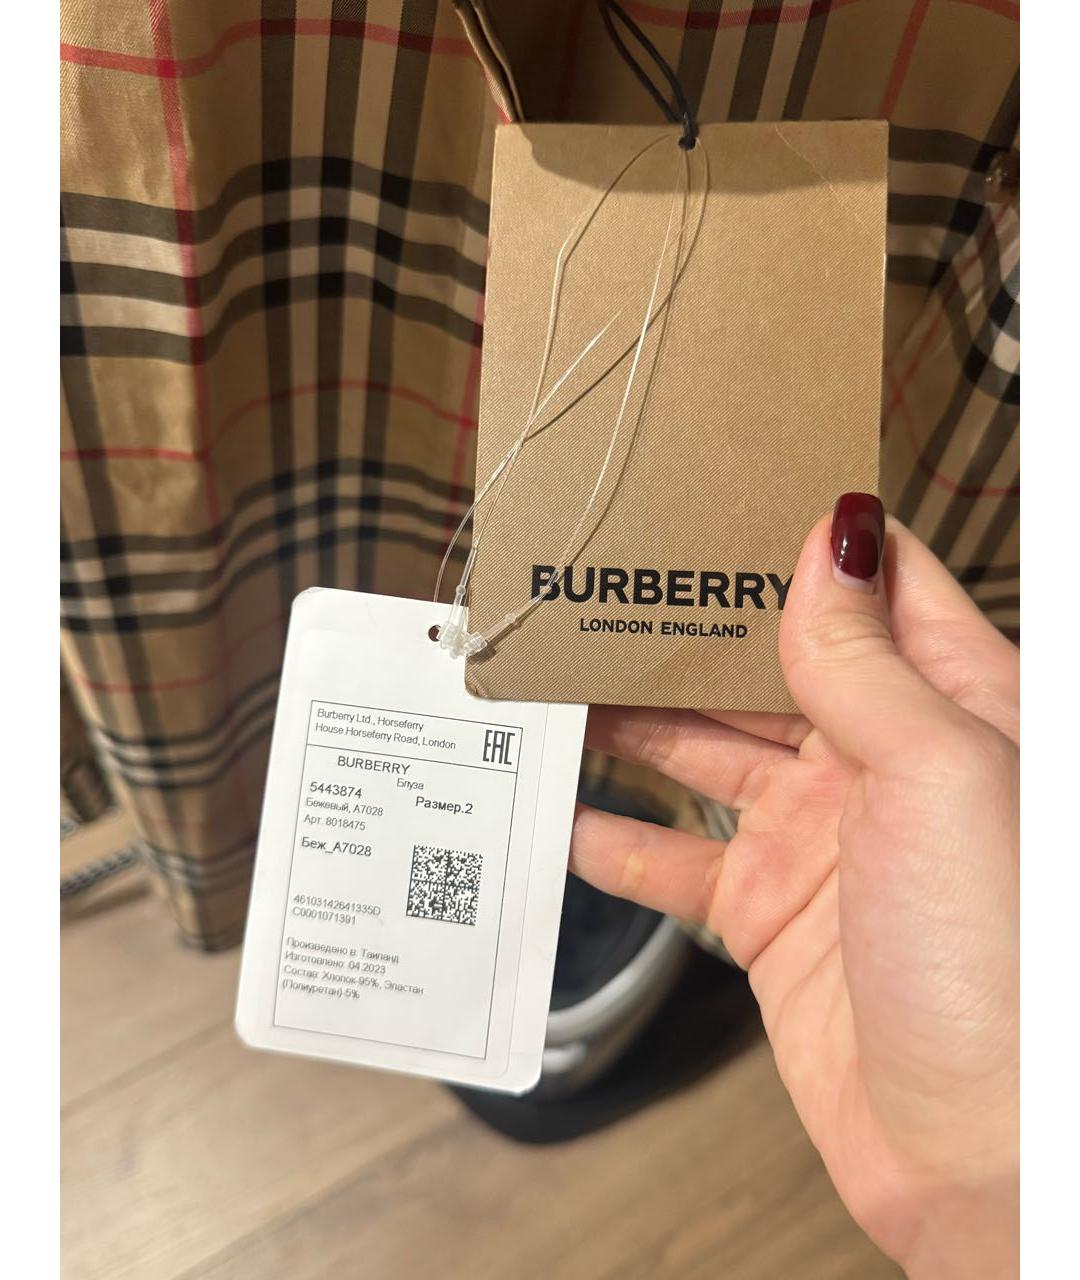 BURBERRY
LONDON ENGLAND
Burberry Ltd., Horseferry
House Horseferry Road, London
EAC
BURBERRY
Блуза
5443874
Размер.2
Бежевый, A7028
Арт. 8018475
Беж_A7028
46103142641335D
C0001071391
Произведено в: Таиланд
Изготовлено: 04.2023
Состав: Хлопок-95%, Эластан
(Полиуретан)-5%